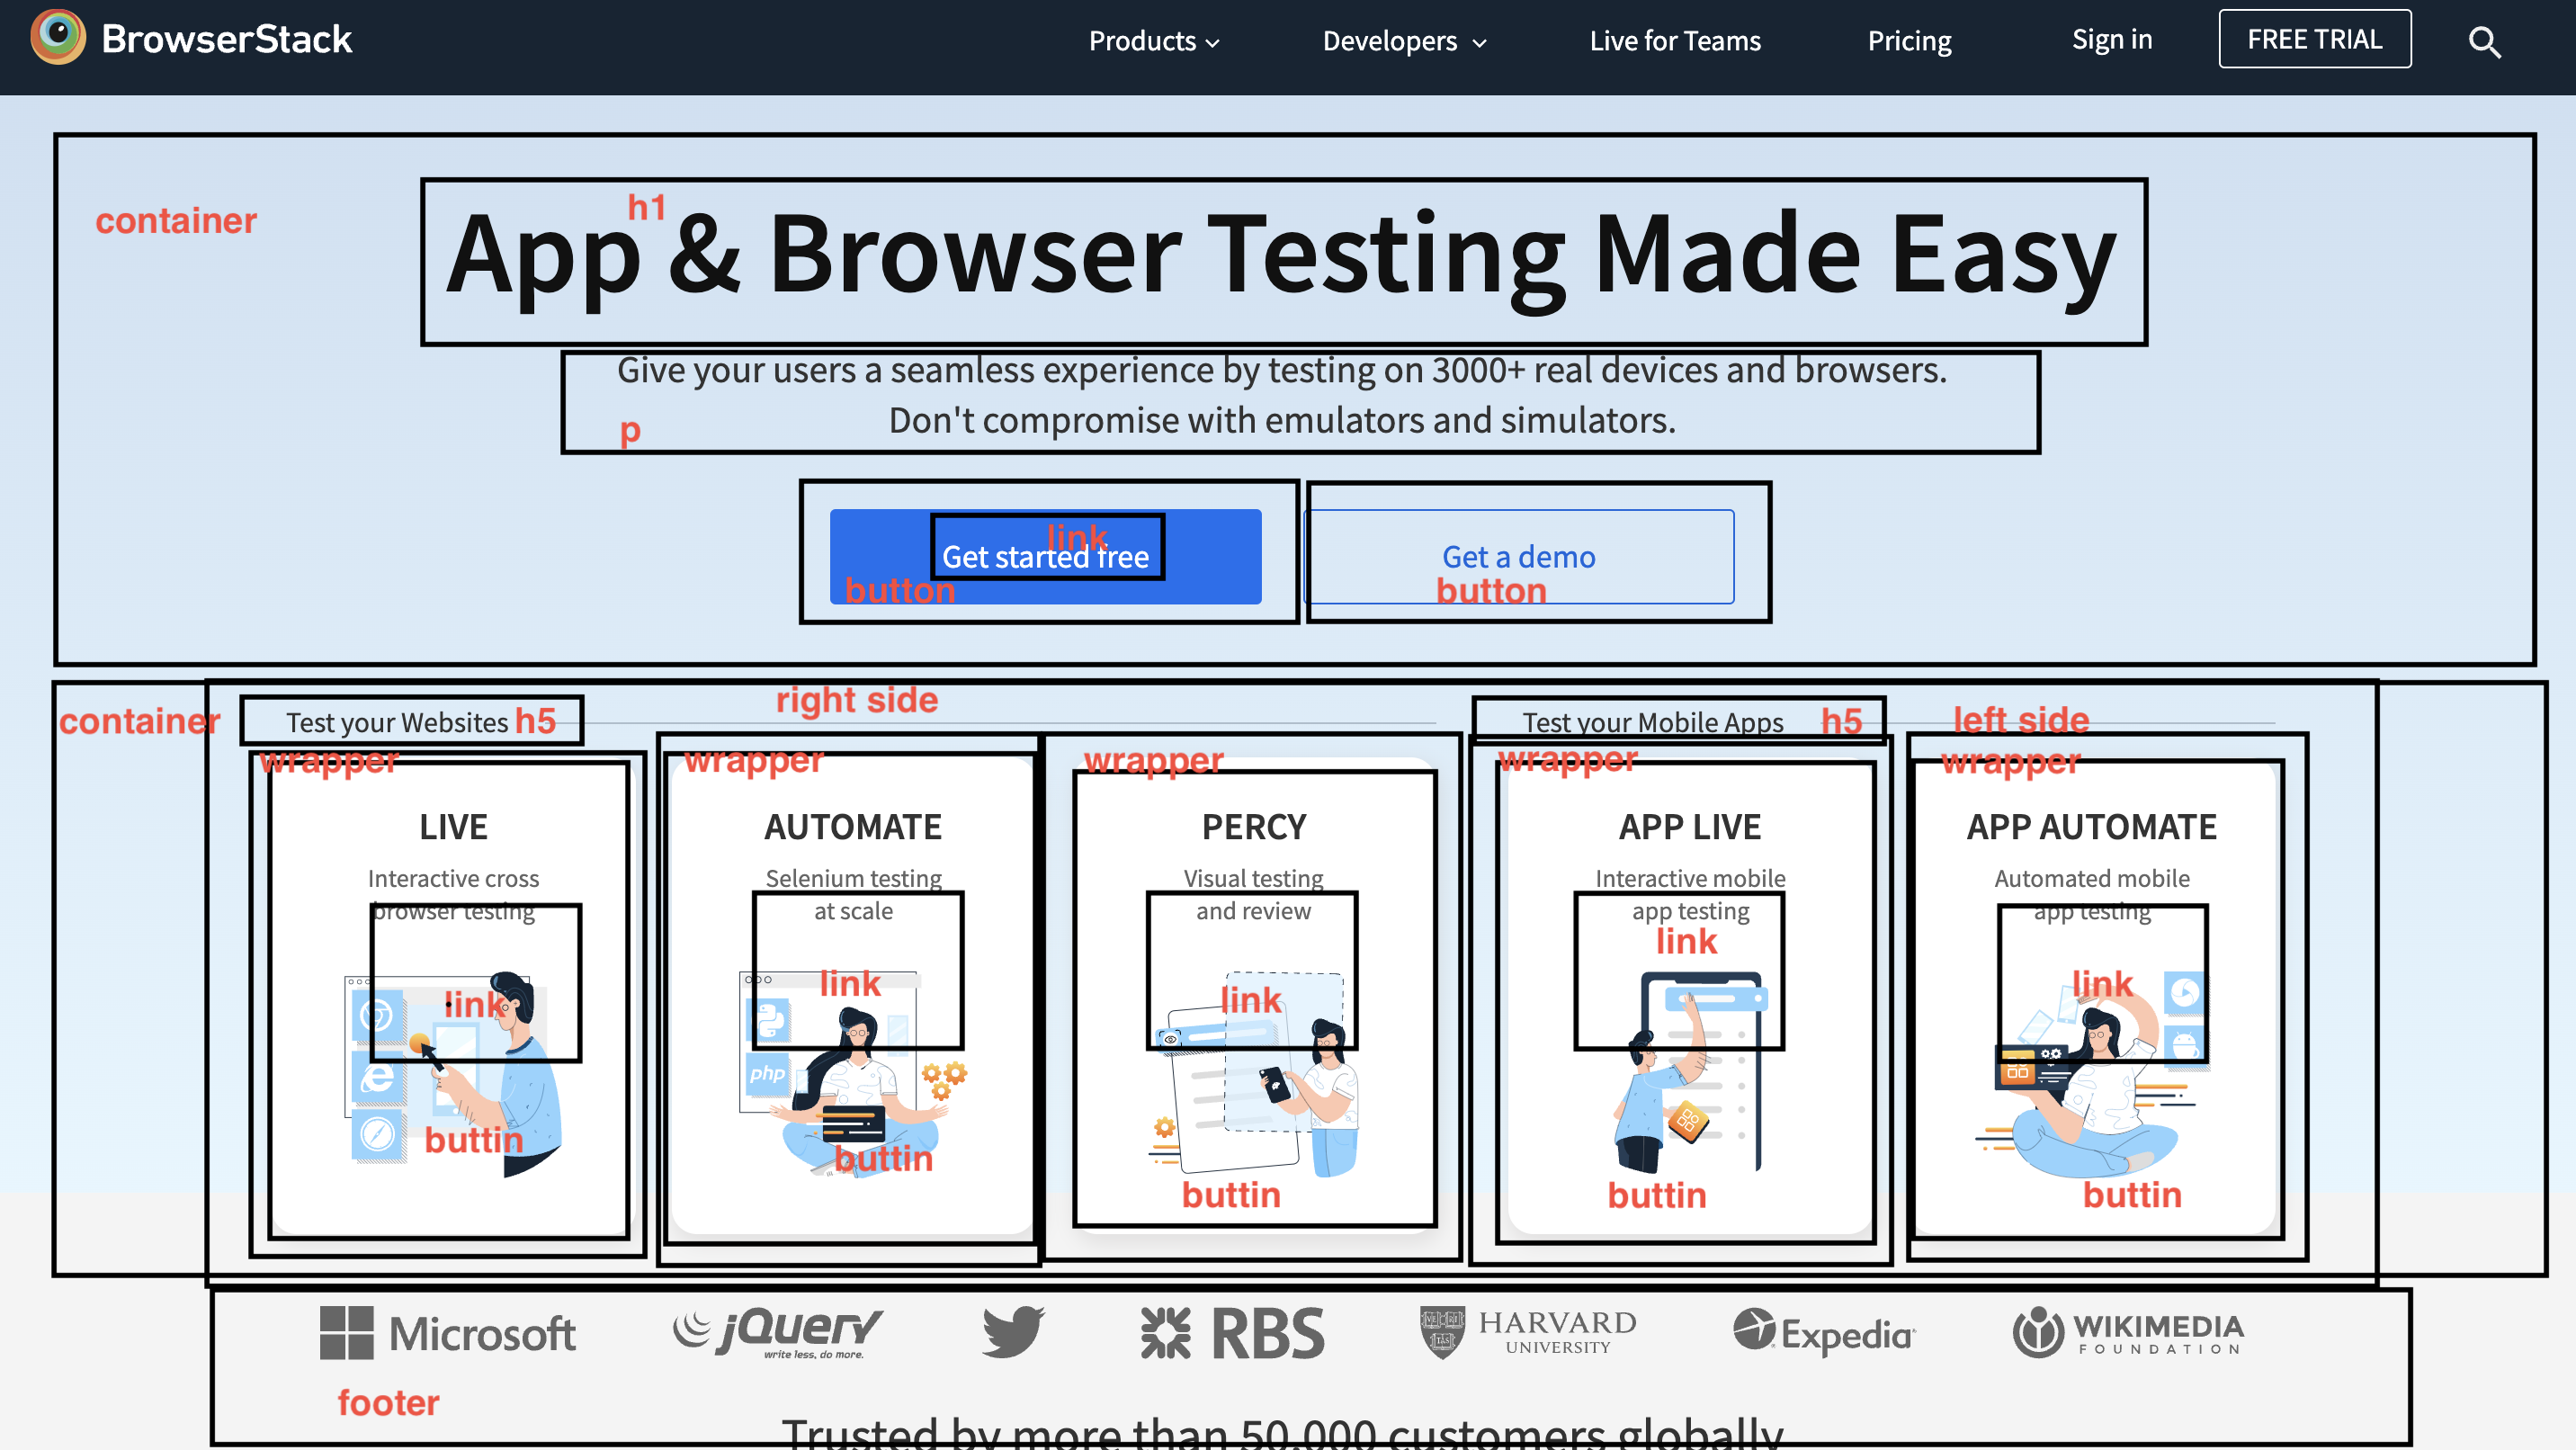 BrowserStack
Products
Developers
Live for Teams
Pricing
Sign in
FREE TRIAL
container
h1
App & Browser Testing Made Easy
Give your users a seamless experience by testing on 3000+ real devices and browsers.
Don't compromise with emulators and simulators.
p
link
Get started free
button
Get a demo
button
container
right side
Test your Websites h5
Test your Mobile Apps h5
left side
wrapper
wrapper
wrapper
wrapper
wrapper
LIVE
Interactive cross
browser testing
link
buttin
AUTOMATE
Selenium testing
at scale
link
php
buttin
PERCY
Visual testing
and review
link
buttin
APP LIVE
Interactive mobile
app testing
link
buttin
APP AUTOMATE
Automated mobile
app testing
link
buttin
Microsoft
jQuery
write less, do more.
RBS
HARVARD
UNIVERSITY
Expedia
WIKIMEDIA
FOUNDATION
footer
Trusted by more than 50,000 customers globally